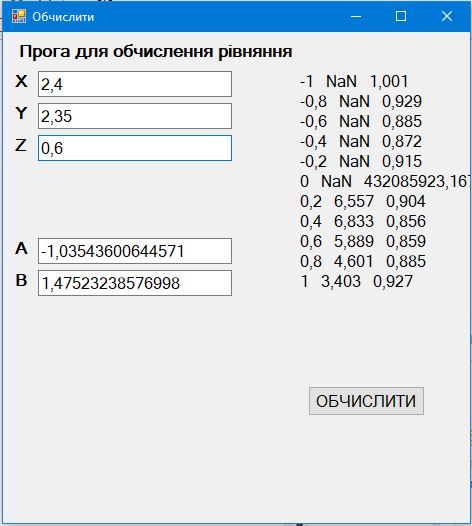 Обчислити
Прога для обчислення рівняння
X 2,4
Y 2,35
Z 0,6
A -1,03543600644571
B 1,47523238576998
-1 NaN 1,001
-0,8 NaN 0,929
-0,6 NaN 0,885
-0,4 NaN 0,872
-0,2 NaN 0,915
0 NaN 432085923,167
0,2 6,557 0,904
0,4 6,833 0,856
0,6 5,889 0,859
0,8 4,601 0,885
1 3,403 0,927
ОБЧИСЛИТИ